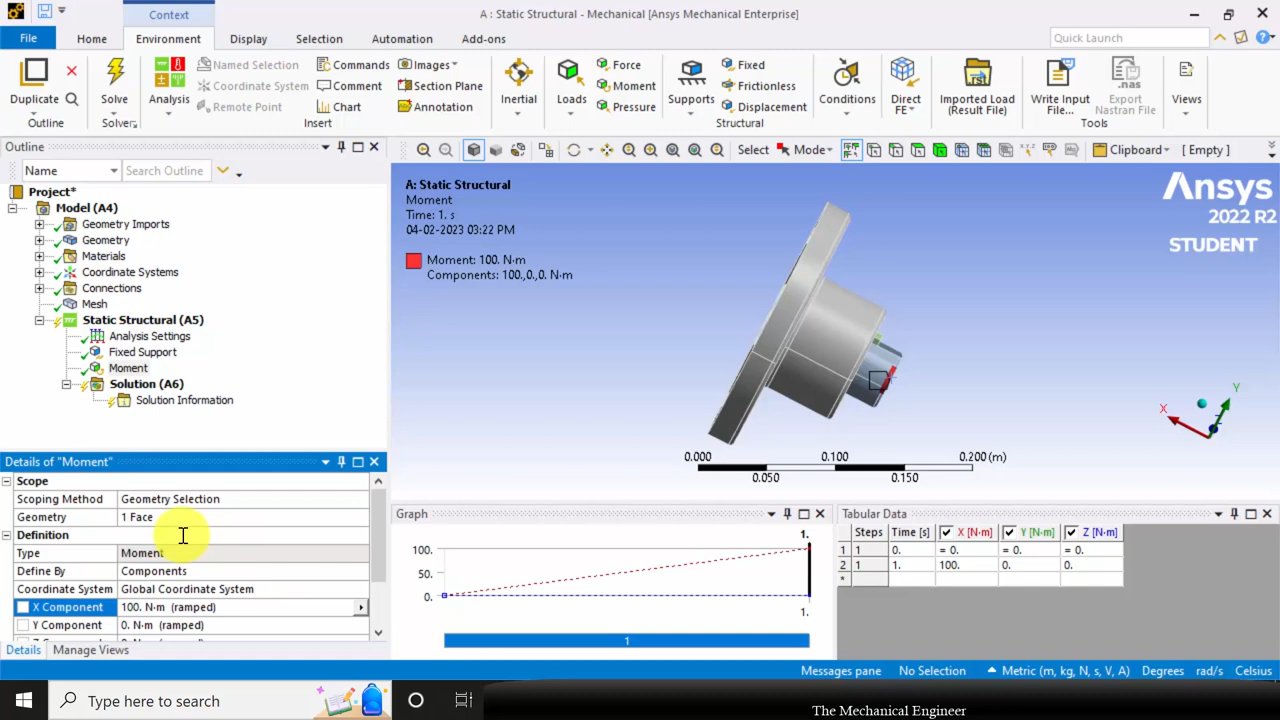 Context
A : Static Structural - Mechanical [Ansys Mechanical Enterprise]
File
Home
Environment
Display
Selection
Automation
Add-ons
Quick Launch
Duplicate
Outline
Solve
Solver
Analysis
Named Selection
Coordinate System
Remote Point
Commands
Comment
Chart
Images
Section Plane
Annotation
Insert
Inertial
Loads
Force
Moment
Pressure
Supports
Fixed
Frictionless
Displacement
Structural
Conditions
Direct
FE
Imported Load
(Result File)
Write Input
File...
Export
Nastran File
.nas
Tools
Views
Outline
Name
Search Outline
Project*
Model (A4)
Geometry Imports
Geometry
Materials
Coordinate Systems
Connections
Mesh
Static Structural (A5)
Analysis Settings
Fixed Support
Moment
Solution (A6)
Solution Information
Select
Mode
Clipboard
[ Empty ]
A: Static Structural
Moment
Time: 1. s
04-02-2023 03:22 PM
Moment: 100. N·m
Components: 100.,0.,0. N·m
Ansys
2022 R2
STUDENT
X
Y
0.000
0.100
0.200 (m)
0.050
0.150
Details of "Moment"
Scope
Scoping Method
Geometry Selection
Geometry
1 Face
Definition
Type
Moment
Define By
Components
Coordinate System
Global Coordinate System
X Component
100. N·m (ramped)
Y Component
0. N·m (ramped)
Details
Manage Views
Graph
1.
100.
50.
0.
1.
1
Tabular Data
Steps
Time [s]
X [N·m]
Y [N·m]
Z [N·m]
1 1 0. = 0. = 0. = 0.
2 1 1. 100. 0. 0.
*
Messages pane
No Selection
Metric (m, kg, N, s, V, A)
Degrees
rad/s
Celsius
Type here to search
The Mechanical Engineer